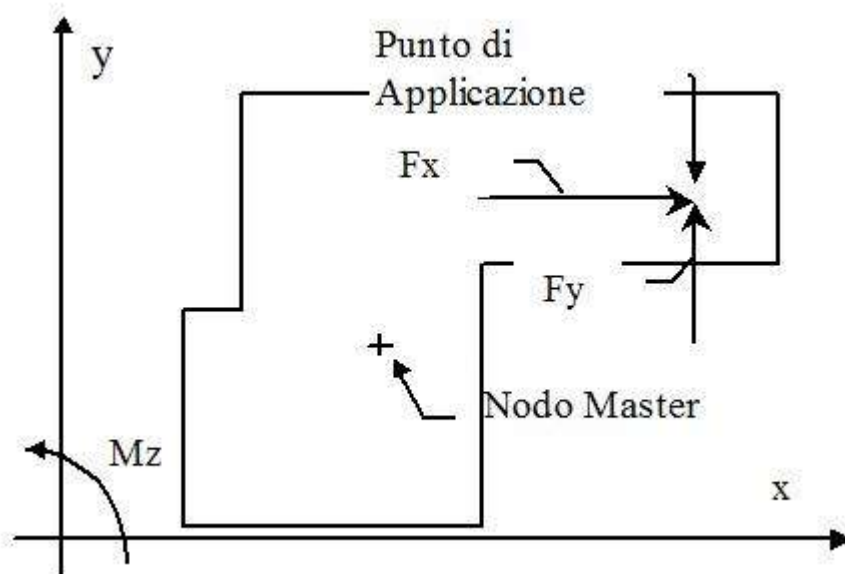 y
Punto di
Applicazione
Fx
Fy
Nodo Master
Mz
x